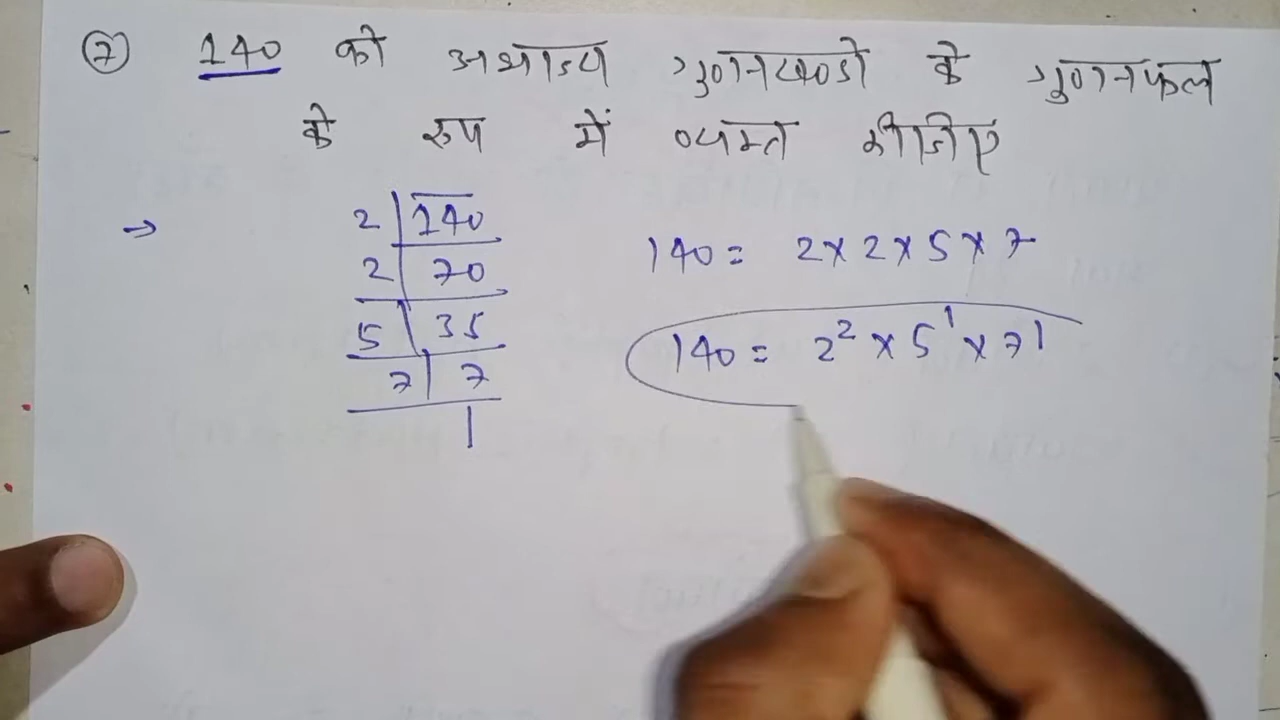 ⑦ 140 को अभाज्य गुणनखण्डो के गुणनफल
के रुप में व्यक्त कीजिए
→ 2 | 140
2 | 70
5 | 35
7 | 7
1
140 = 2 × 2 × 5 × 7
140 = 2² × 5¹ × 7¹